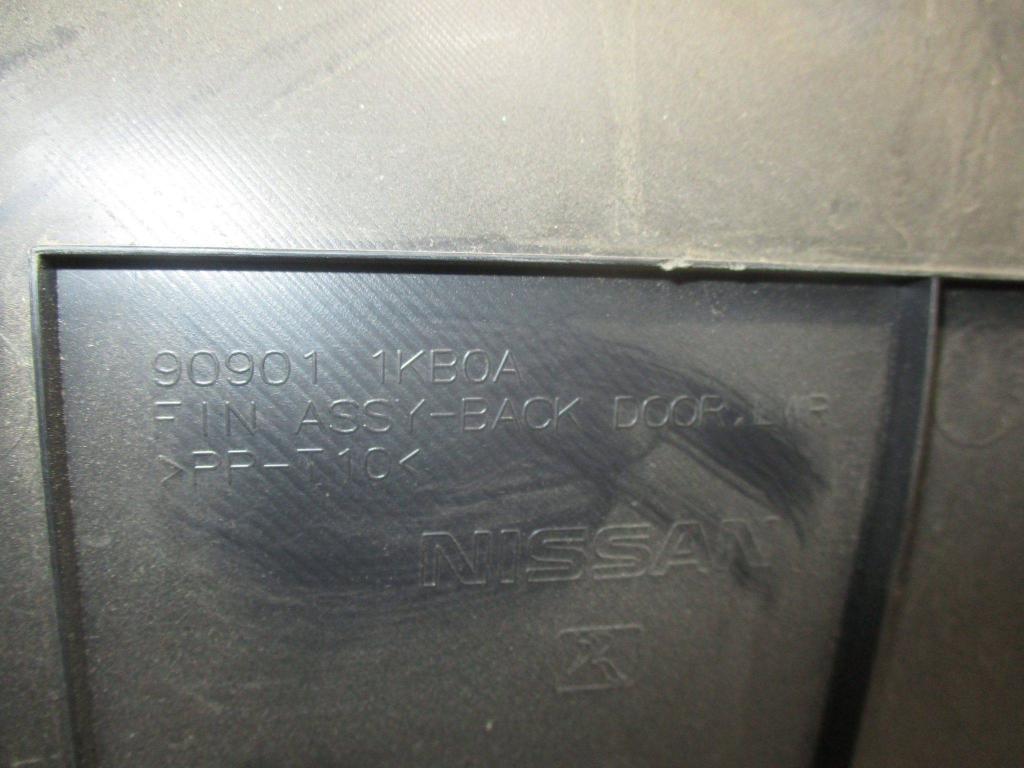 90901 1KB0A
FIN ASSY-BACK DOOR,LWR
>PP-T10<
NISSAN